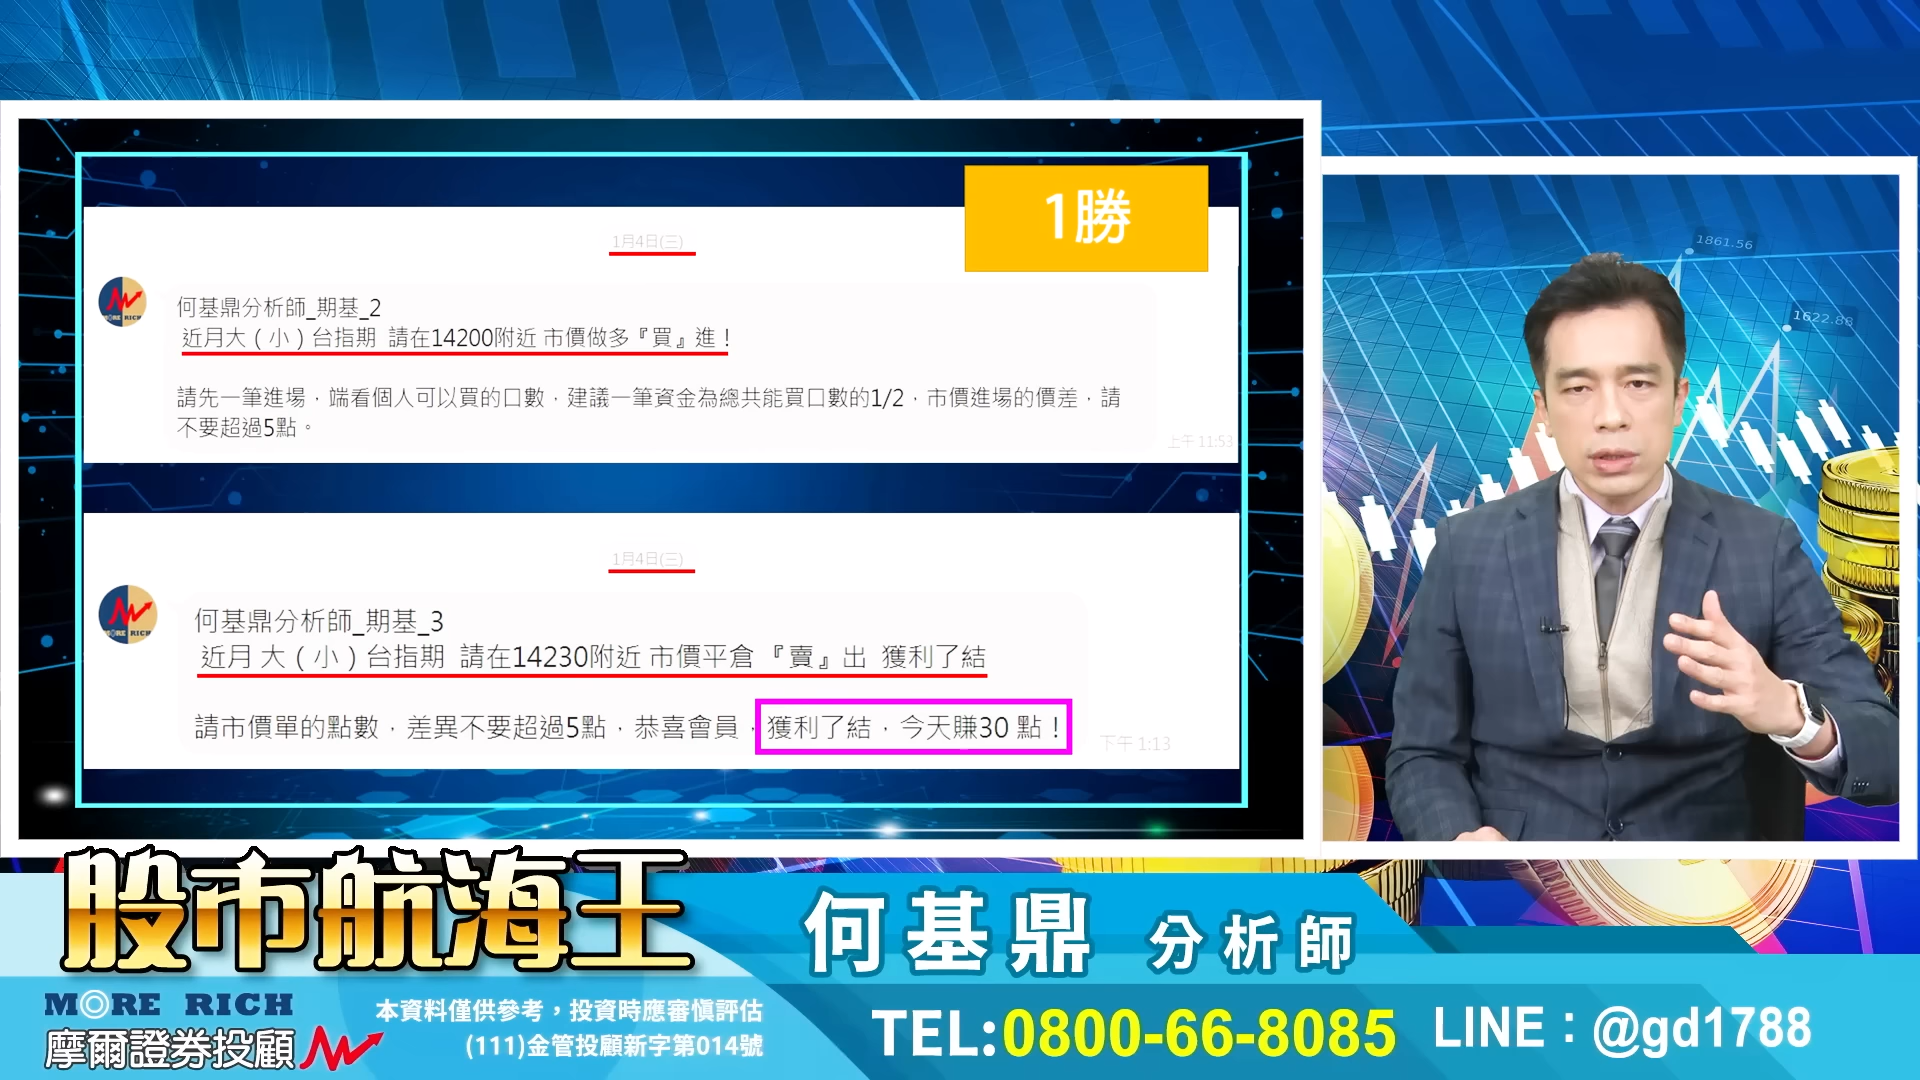 1勝
1月4日(三)
何基鼎分析師_期基_2
近月大（小）台指期 請在14200附近 市價做多『買』進！
請先一筆進場，端看個人可以買的口數，建議一筆資金為總共能買口數的1/2，市價進場的價差，請
不要超過5點。
上午 11:53
1月4日(三)
何基鼎分析師_期基_3
近月 大（小）台指期 請在14230附近 市價平倉 『賣』出 獲利了結
請市價單的點數，差異不要超過5點，恭喜會員，獲利了結，今天賺30 點！
下午 1:13
MORE RICH
MORE RICH
1861.56
1622.88
股市航海王
何基鼎 分析師
MORE RICH
摩爾證券投顧
本資料僅供參考，投資時應審慎評估
(111)金管投顧新字第014號
TEL:0800-66-8085
LINE：@gd1788